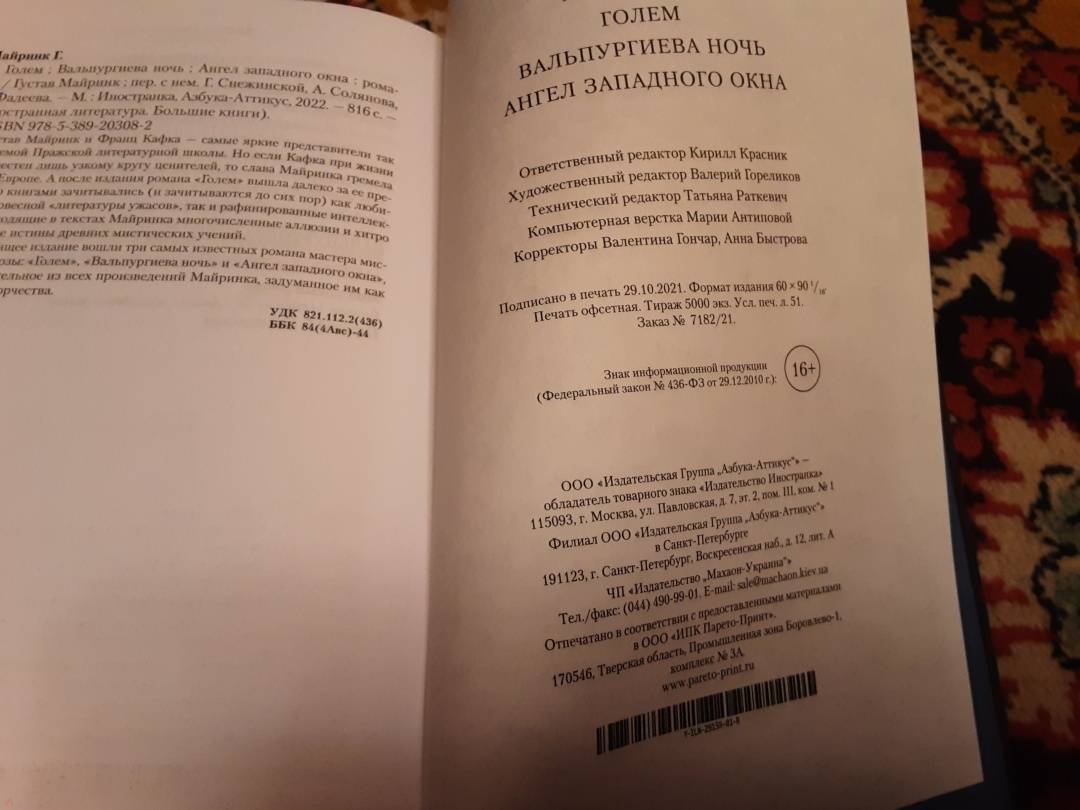 Майринк Г.
Голем ; Вальпургиева ночь ; Ангел западного окна : рома-
/ Густав Майринк ; пер. с нем. Г. Снежинской, А. Солянова,
Фадеева. — М. : Иностранка, Азбука-Аттикус, 2022. — 816 с. —
остранная литература. Большие книги).
SBN 978-5-389-20308-2
став Майринк и Франц Кафка — самые яркие представители так
емой Пражской литературной школы. Но если Кафка при жизни
вестен лишь узкому кругу ценителей, то слава Майринка гремела
Европе. А после издания романа «Голем» вышла далеко за ее пре-
о книгами зачитывались (и зачитываются до сих пор) как люби-
ловесной «литературы ужасов», так и рафинированные интеллек-
ходящие в текстах Майринка многочисленные аллюзии и хитро
е истины древних мистических учений.
ящее издание вошли три самых известных романа мастера мис-
озы: «Голем», «Вальпургиева ночь» и «Ангел западного окна»,
тельное из всех произведений Майринка, задуманное им как
орчества.
УДК 821.112.2(436)
ББК 84(4Авс)-44
ГОЛЕМ
ВАЛЬПУРГИЕВА НОЧЬ
АНГЕЛ ЗАПАДНОГО ОКНА
Ответственный редактор Кирилл Красник
Художественный редактор Валерий Гореликов
Технический редактор Татьяна Раткевич
Компьютерная верстка Марии Антиповой
Корректоры Валентина Гончар, Анна Быстрова
Подписано в печать 29.10.2021. Формат издания 60 × 90 1/16.
Печать офсетная. Тираж 5000 экз. Усл. печ. л. 51.
Заказ № 7182/21.
Знак информационной продукции
(Федеральный закон № 436-ФЗ от 29.12.2010 г.):
16+
ООО «Издательская Группа „Азбука-Аттикус“» —
обладатель товарного знака «Издательство Иностранка»
115093, г. Москва, ул. Павловская, д. 7, эт. 2, пом. III, ком. № 1
Филиал ООО «Издательская Группа „Азбука-Аттикус“»
в Санкт-Петербурге
191123, г. Санкт-Петербург, Воскресенская наб., д. 12, лит. А
ЧП «Издательство „Махаон-Украина“»
Тел./факс: (044) 490-99-01. E-mail: sale@machaon.kiev.ua
Отпечатано в соответствии с предоставленными материалами
в ООО «ИПК Парето-Принт».
170546, Тверская область, Промышленная зона Боровлево-1,
комплекс № 3А.
www.pareto-print.ru
Y-ILN-29159-01-R